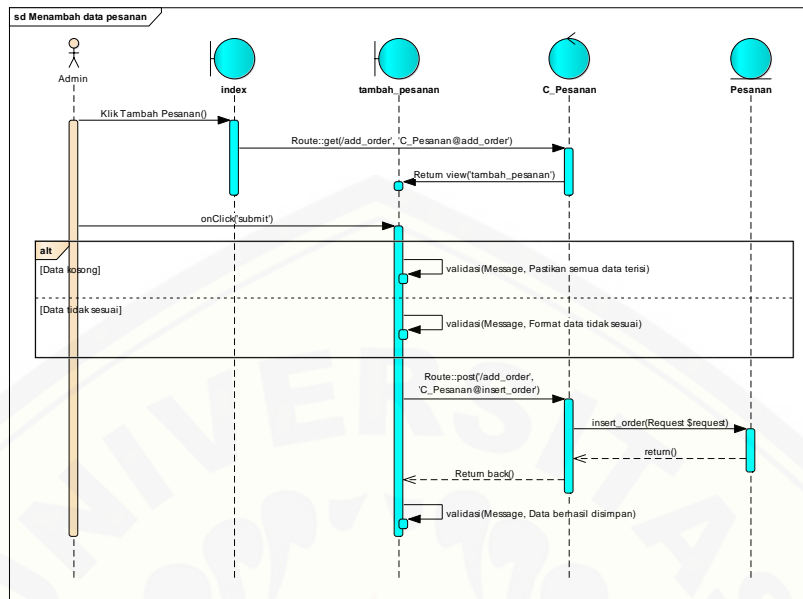 sd Menambah data pesanan
Admin
index
tambah_pesanan
C_Pesanan
Pesanan
Klik Tambah Pesanan()
Route::get(/add_order', 'C_Pesanan@add_order')
Return view('tambah_pesanan')
onClick('submit')
alt
[Data kosong]
validasi(Message, Pastikan semua data terisi)
[Data tidak sesuai]
validasi(Message, Format data tidak sesuai)
Route::post('/add_order',
'C_Pesanan@insert_order')
insert_order(Request $request)
return()
Return back()
validasi(Message, Data berhasil disimpan)
UNIVERSITAS